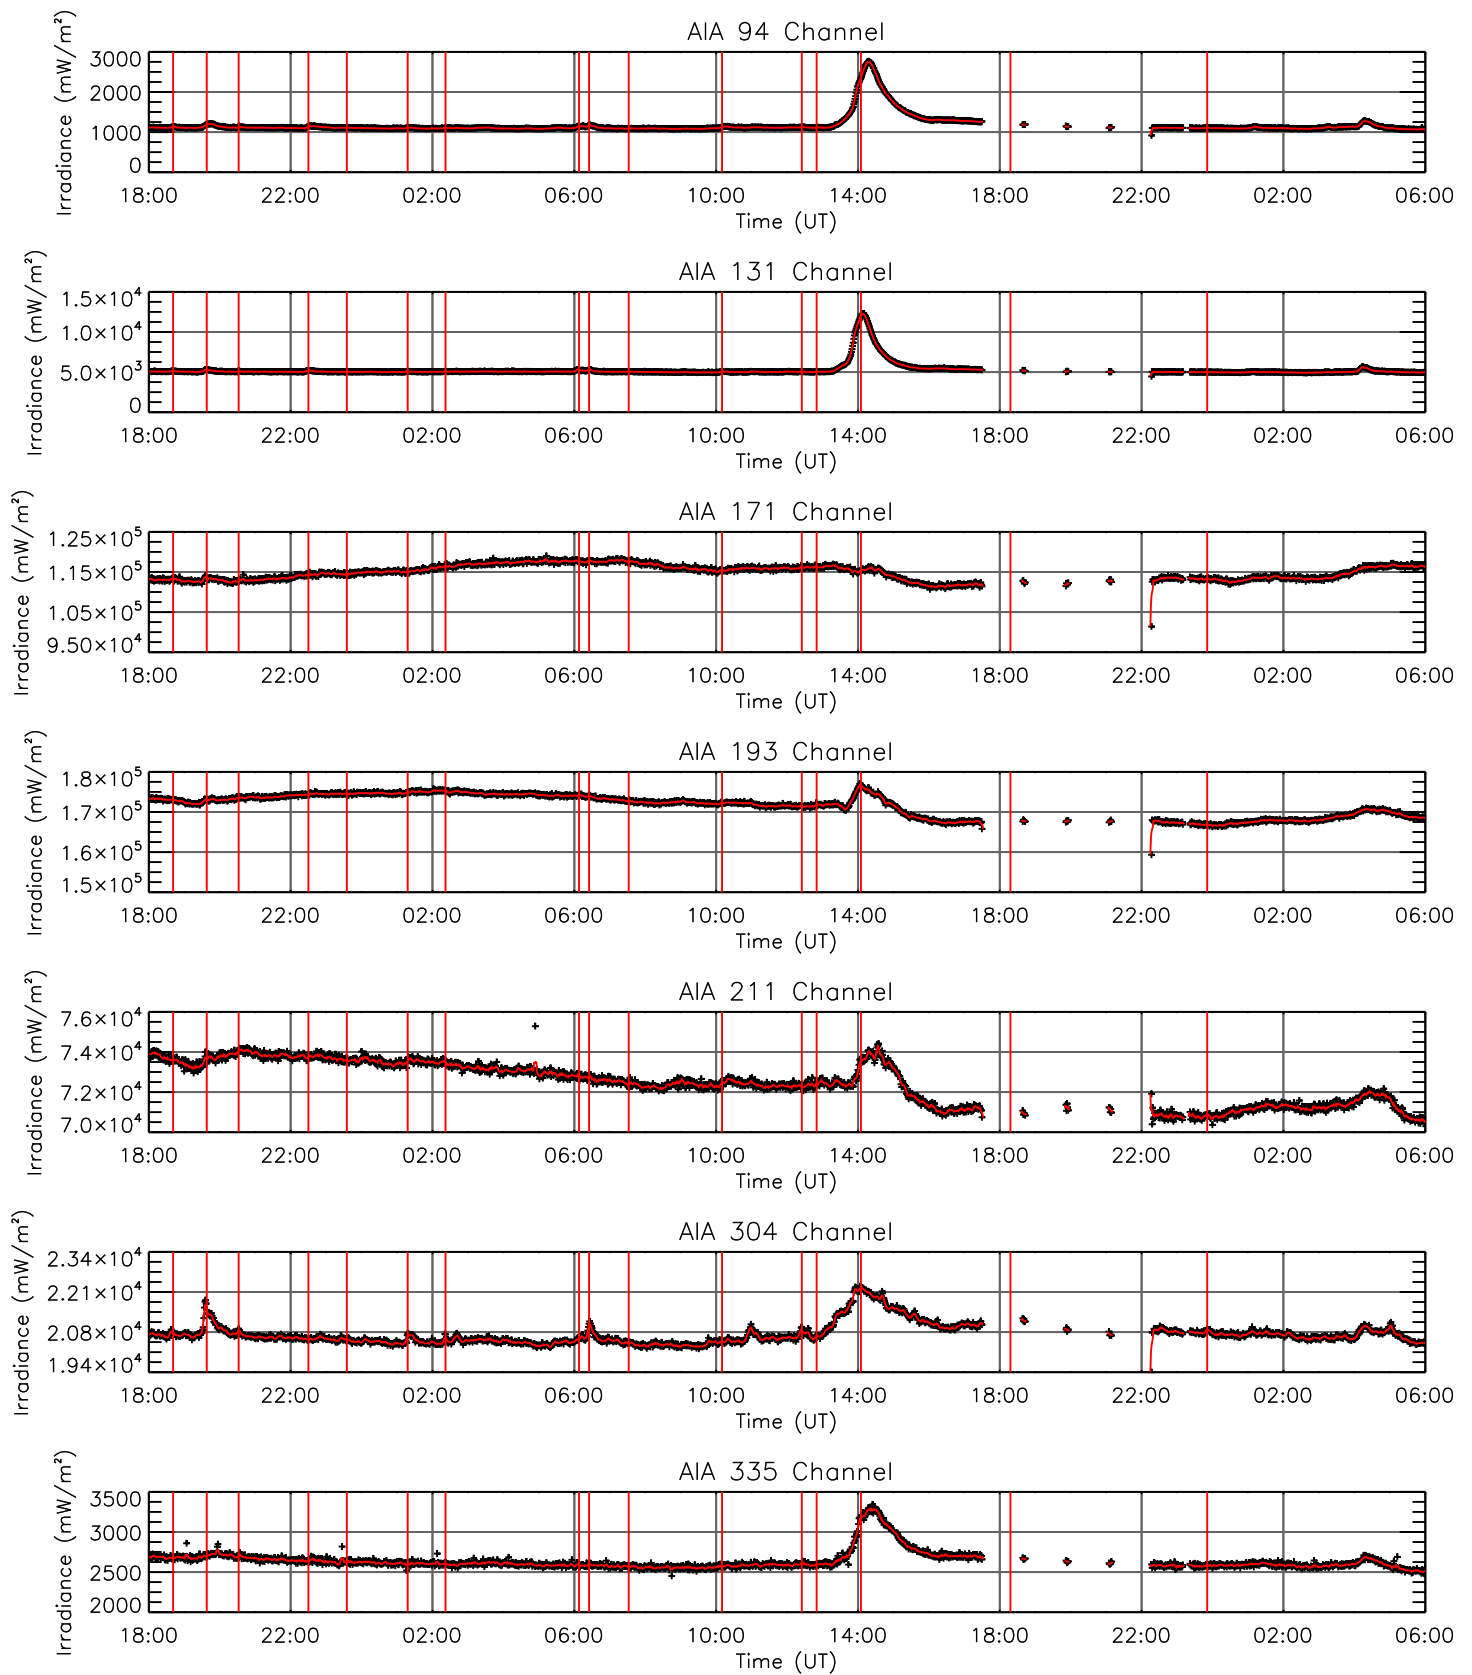 AIA 94 Channel
Irradiance (mW/m²)
3000
2000
1000
0
18:00 22:00 02:00 06:00 10:00 14:00 18:00 22:00 02:00 06:00
Time (UT)
AIA 131 Channel
Irradiance (mW/m²)
1.5×10⁴
1.0×10⁴
5.0×10³
0
18:00 22:00 02:00 06:00 10:00 14:00 18:00 22:00 02:00 06:00
Time (UT)
AIA 171 Channel
Irradiance (mW/m²)
1.25×10⁵
1.15×10⁵
1.05×10⁵
9.50×10⁴
18:00 22:00 02:00 06:00 10:00 14:00 18:00 22:00 02:00 06:00
Time (UT)
AIA 193 Channel
Irradiance (mW/m²)
1.8×10⁵
1.7×10⁵
1.6×10⁵
1.5×10⁵
18:00 22:00 02:00 06:00 10:00 14:00 18:00 22:00 02:00 06:00
Time (UT)
AIA 211 Channel
Irradiance (mW/m²)
7.6×10⁴
7.4×10⁴
7.2×10⁴
7.0×10⁴
18:00 22:00 02:00 06:00 10:00 14:00 18:00 22:00 02:00 06:00
Time (UT)
AIA 304 Channel
Irradiance (mW/m²)
2.34×10⁴
2.21×10⁴
2.08×10⁴
1.94×10⁴
18:00 22:00 02:00 06:00 10:00 14:00 18:00 22:00 02:00 06:00
Time (UT)
AIA 335 Channel
Irradiance (mW/m²)
3500
3000
2500
2000
18:00 22:00 02:00 06:00 10:00 14:00 18:00 22:00 02:00 06:00
Time (UT)